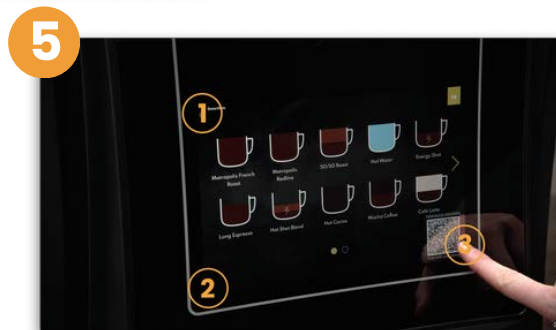 5
1
Metropolis French
Roast
Metropolis
Redline
50/50 Roast
Hot Water
Energy Shot
Long Espresso
Hot Shot Blend
Hot Cocoa
Mocha Coffee
Café Latte
2
3